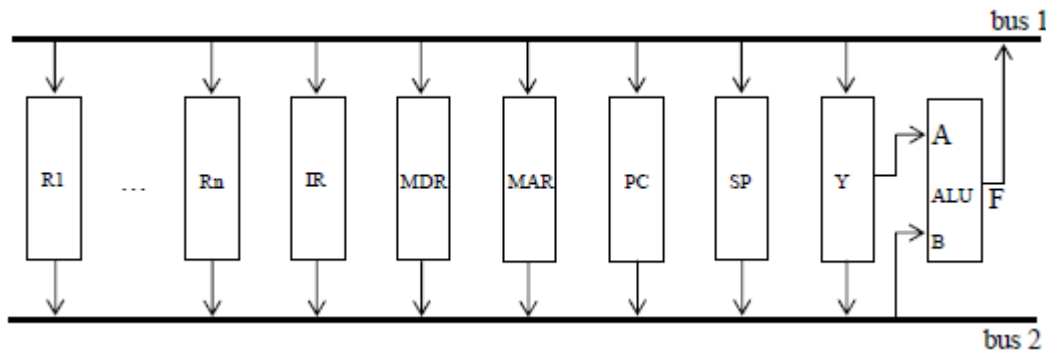 bus 1
R1 ... Rn IR MDR MAR PC SP Y A
ALU F
B
bus 2